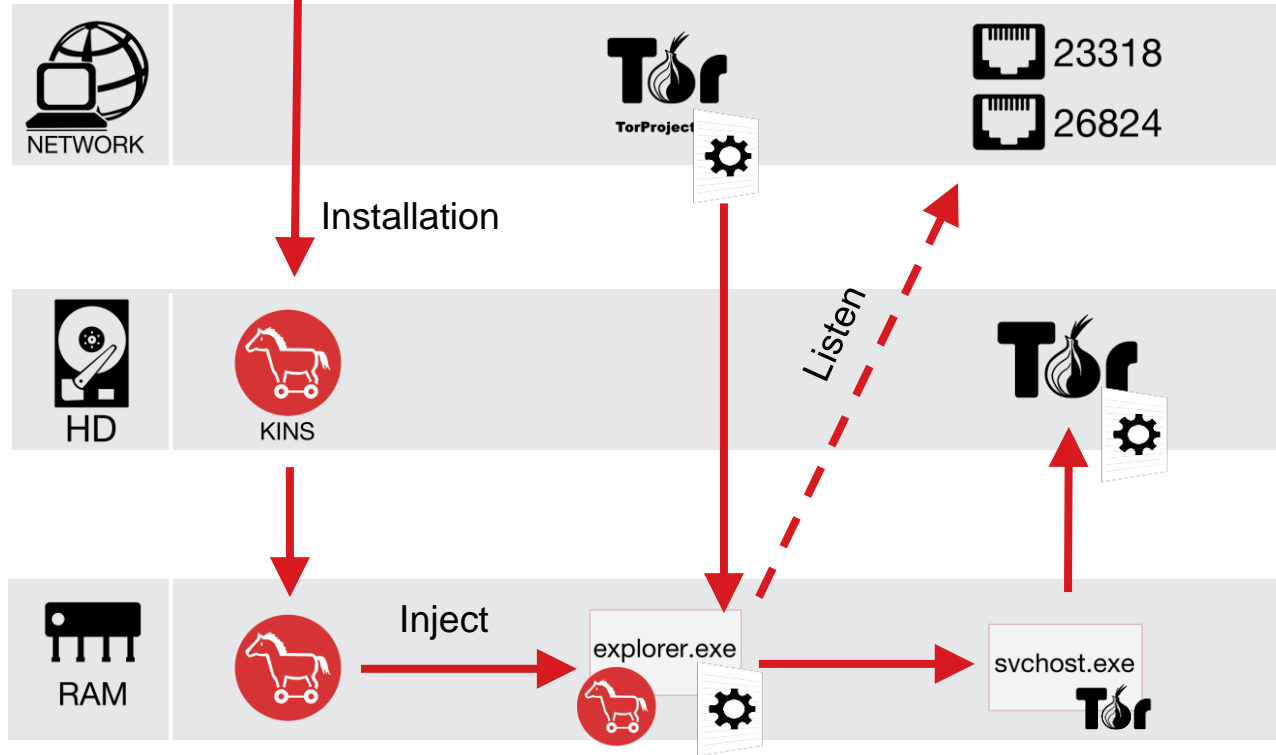 Tor
TorProject
23318
26824
NETWORK
Installation
Listen
HD
KINS
Tor
RAM
Inject
explorer.exe
svchost.exe
Tor